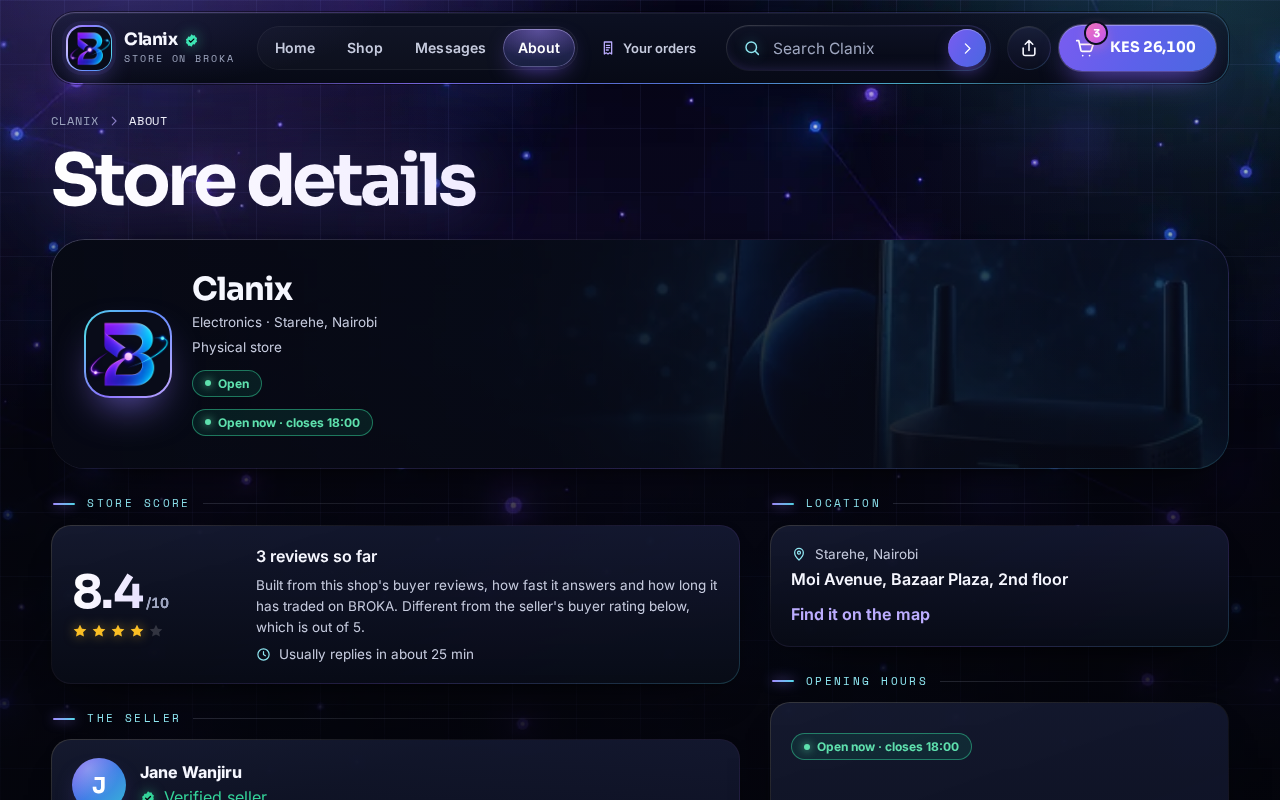 Clanix
STORE ON BROKA
Home
Shop
Messages
About
Your orders
Search Clanix
3
KES 26,100
CLANIX > ABOUT
Store details
Clanix
Electronics · Starehe, Nairobi
Physical store
Open
Open now · closes 18:00
STORE SCORE
8.4/10
3 reviews so far
Built from this shop's buyer reviews, how fast it answers and how long it
has traded on BROKA. Different from the seller's buyer rating below,
which is out of 5.
Usually replies in about 25 min
THE SELLER
J
Jane Wanjiru
Verified seller
LOCATION
Starehe, Nairobi
Moi Avenue, Bazaar Plaza, 2nd floor
Find it on the map
OPENING HOURS
Open now · closes 18:00